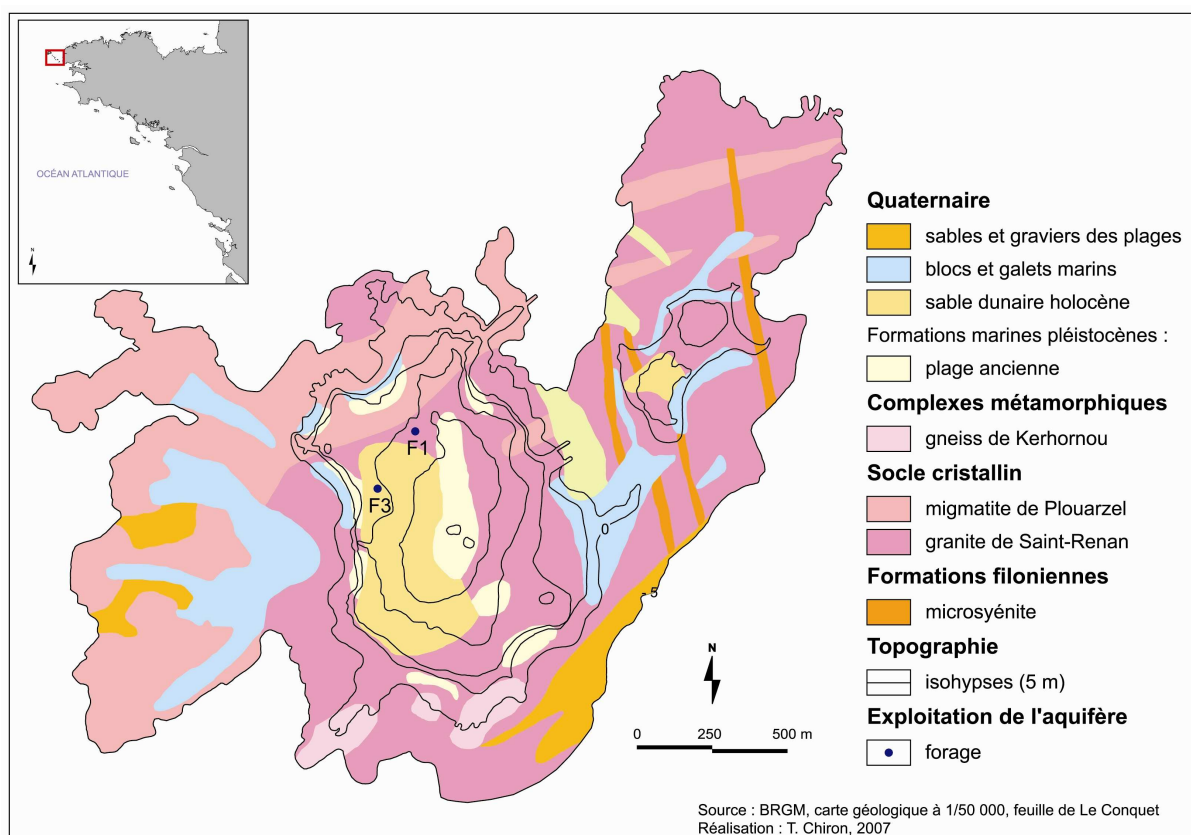 OCÉAN ATLANTIQUE
N
Quaternaire
sables et graviers des plages
blocs et galets marins
sable dunaire holocène
Formations marines pléistocènes :
plage ancienne
Complexes métamorphiques
gneiss de Kerhornou
Socle cristallin
migmatite de Plouarzel
granite de Saint-Renan
Formations filoniennes
microsyénite
Topographie
isohypses (5 m)
Exploitation de l'aquifère
forage
0
F1
F3
0
- 5
N
0 250 500 m
Source : BRGM, carte géologique à 1/50 000, feuille de Le Conquet
Réalisation : T. Chiron, 2007